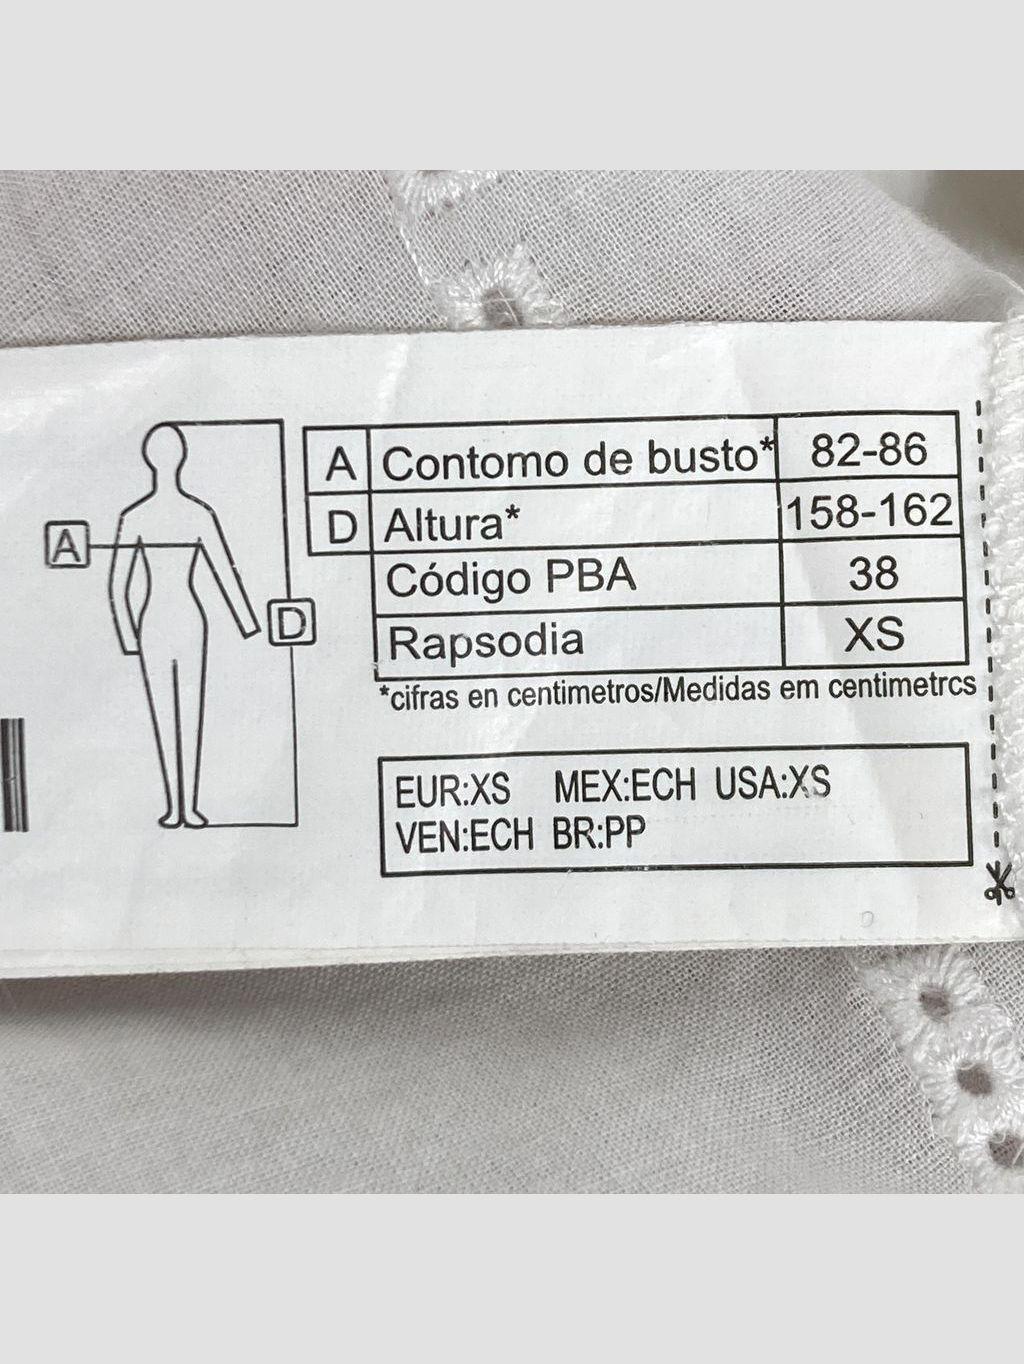 A Contomo de busto* 82-86
D Altura* 158-162
Código PBA 38
Rapsodia XS
*cifras en centimetros/Medidas em centimetrcs
A
D
EUR:XS MEX:ECH USA:XS
VEN:ECH BR:PP